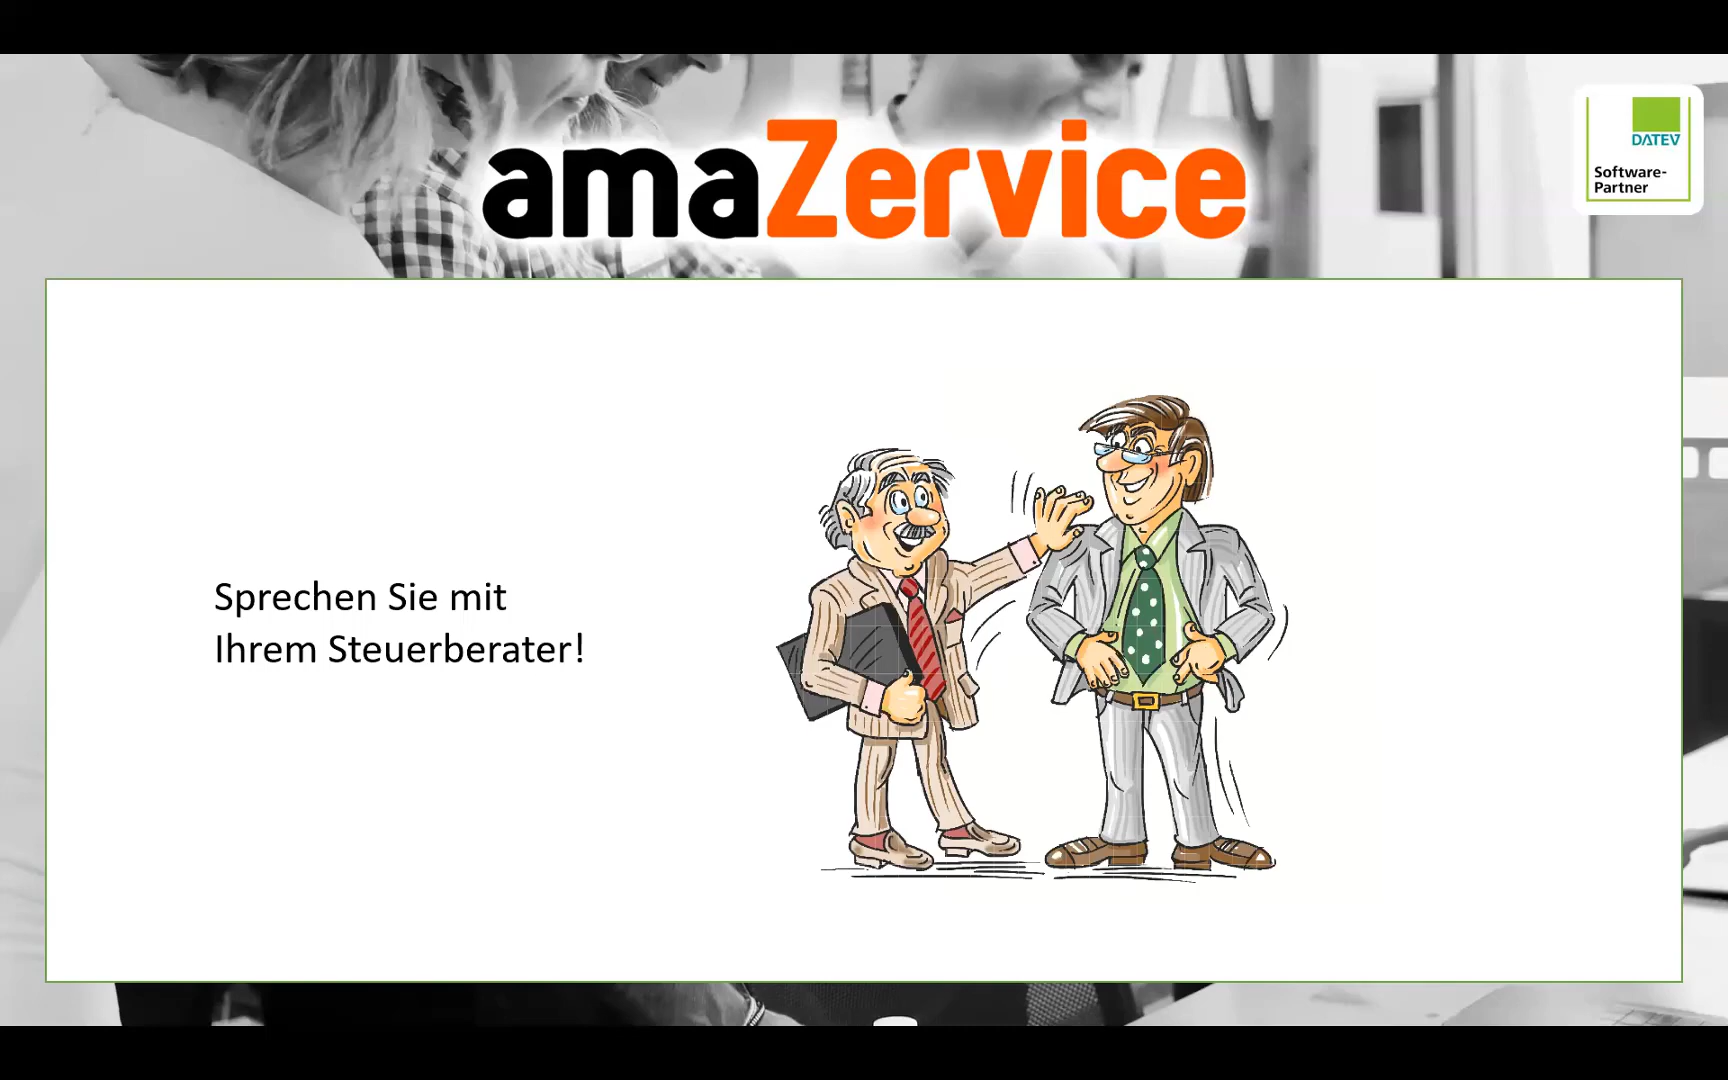 amaZervice
DATEV
Software-
Partner
Sprechen Sie mit
Ihrem Steuerberater!